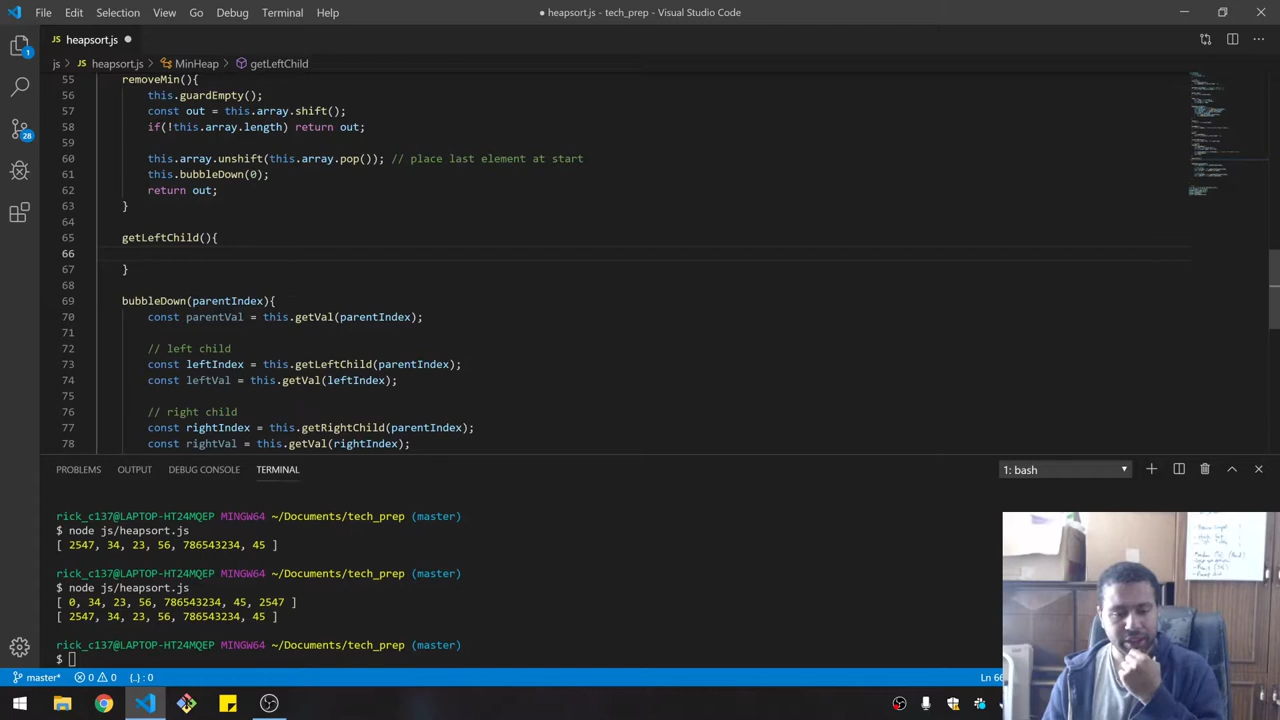 File Edit Selection View Go Debug Terminal Help
● heapsort.js - tech_prep - Visual Studio Code
JS heapsort.js ●
js > JS heapsort.js > MinHeap > getLeftChild
55 removeMin(){
56 this.guardEmpty();
57 const out = this.array.shift();
58 if(!this.array.length) return out;
59
60 this.array.unshift(this.array.pop()); // place last element at start
61 this.bubbleDown(0);
62 return out;
63 }
64
65 getLeftChild(){
66
67 }
68
69 bubbleDown(parentIndex){
70 const parentVal = this.getVal(parentIndex);
71
72 // left child
73 const leftIndex = this.getLeftChild(parentIndex);
74 const leftVal = this.getVal(leftIndex);
75
76 // right child
77 const rightIndex = this.getRightChild(parentIndex);
78 const rightVal = this.getVal(rightIndex);
1
28
PROBLEMS OUTPUT DEBUG CONSOLE TERMINAL
1: bash
rick_c137@LAPTOP-HT24MQEP MINGW64 ~/Documents/tech_prep (master)
$ node js/heapsort.js
[ 2547, 34, 23, 56, 786543234, 45 ]
rick_c137@LAPTOP-HT24MQEP MINGW64 ~/Documents/tech_prep (master)
$ node js/heapsort.js
[ 0, 34, 23, 56, 786543234, 45, 2547 ]
[ 2547, 34, 23, 56, 786543234, 45 ]
rick_c137@LAPTOP-HT24MQEP MINGW64 ~/Documents/tech_prep (master)
$
master* 0 0 {..} : 0